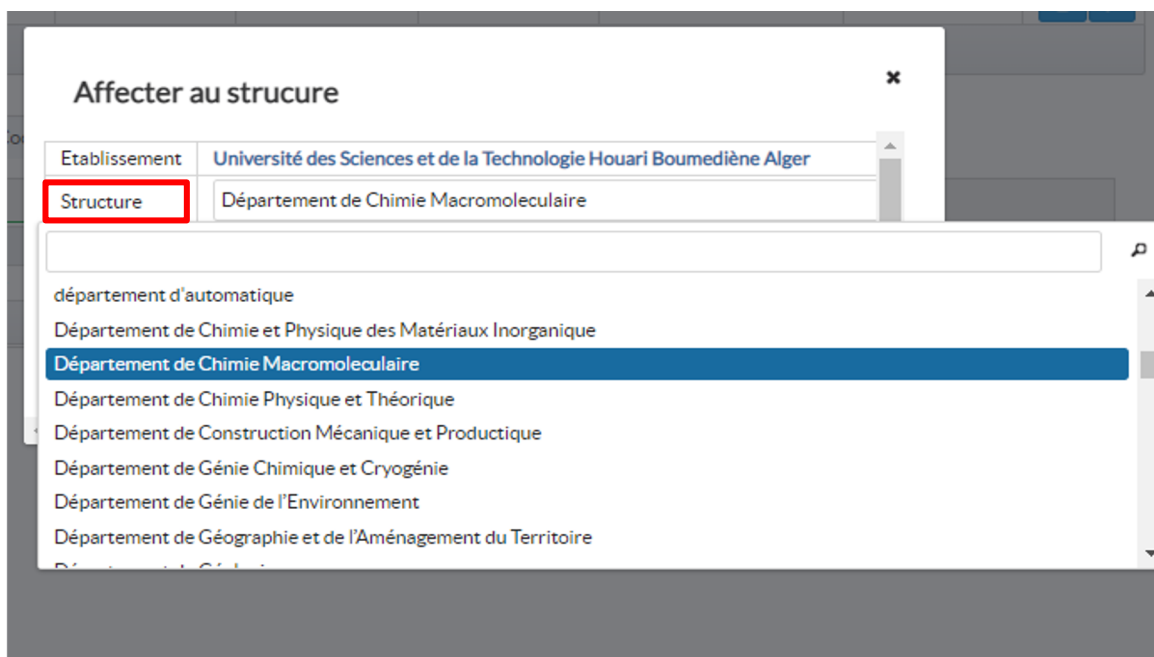 Affecter au strucure
Etablissement Université des Sciences et de la Technologie Houari Boumediène Alger
Structure Département de Chimie Macromoleculaire
département d'automatique
Département de Chimie et Physique des Matériaux Inorganique
Département de Chimie Macromoleculaire
Département de Chimie Physique et Théorique
Département de Construction Mécanique et Productique
Département de Génie Chimique et Cryogénie
Département de Génie de l'Environnement
Département de Géographie et de l'Aménagement du Territoire